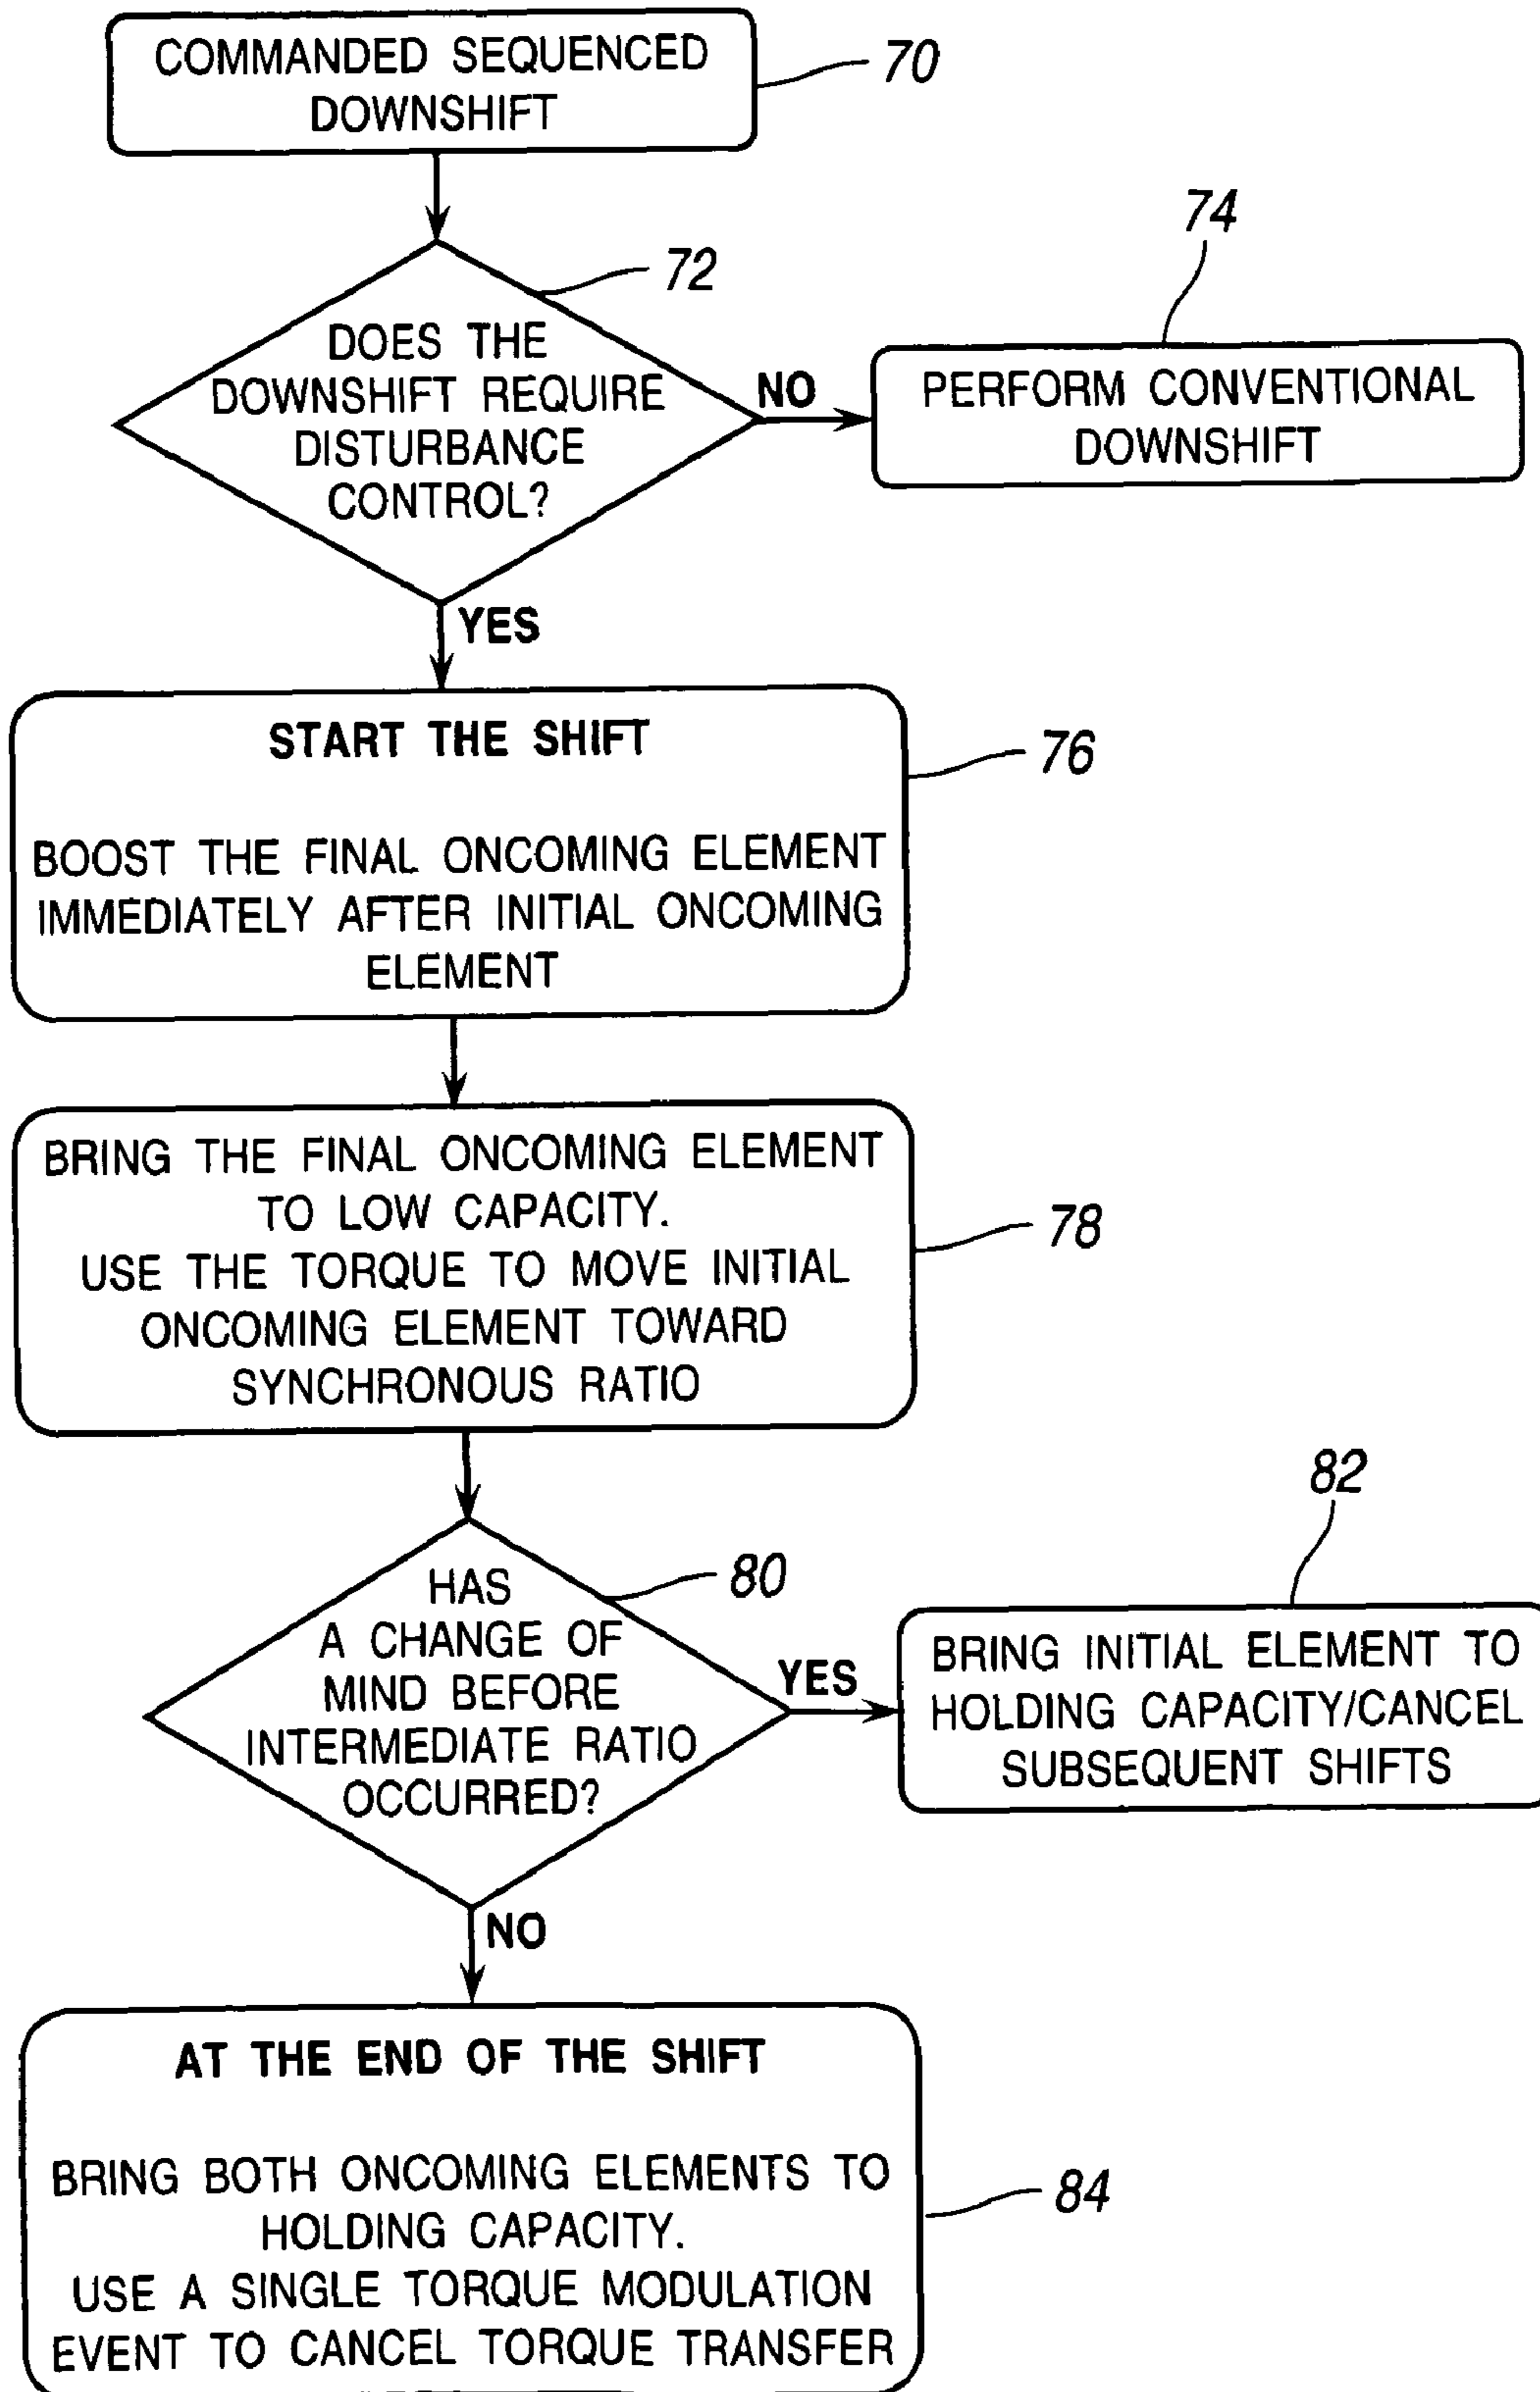 COMMANDED SEQUENCED
DOWNSHIFT
70
72
DOES THE
DOWNSHIFT REQUIRE
DISTURBANCE
CONTROL?
NO
74
PERFORM CONVENTIONAL
DOWNSHIFT
YES
START THE SHIFT
BOOST THE FINAL ONCOMING ELEMENT
IMMEDIATELY AFTER INITIAL ONCOMING
ELEMENT
76
BRING THE FINAL ONCOMING ELEMENT
TO LOW CAPACITY.
USE THE TORQUE TO MOVE INITIAL
ONCOMING ELEMENT TOWARD
SYNCHRONOUS RATIO
78
80
HAS
A CHANGE OF
MIND BEFORE
INTERMEDIATE RATIO
OCCURRED?
YES
82
BRING INITIAL ELEMENT TO
HOLDING CAPACITY/CANCEL
SUBSEQUENT SHIFTS
NO
AT THE END OF THE SHIFT
BRING BOTH ONCOMING ELEMENTS TO
HOLDING CAPACITY.
USE A SINGLE TORQUE MODULATION
EVENT TO CANCEL TORQUE TRANSFER
84